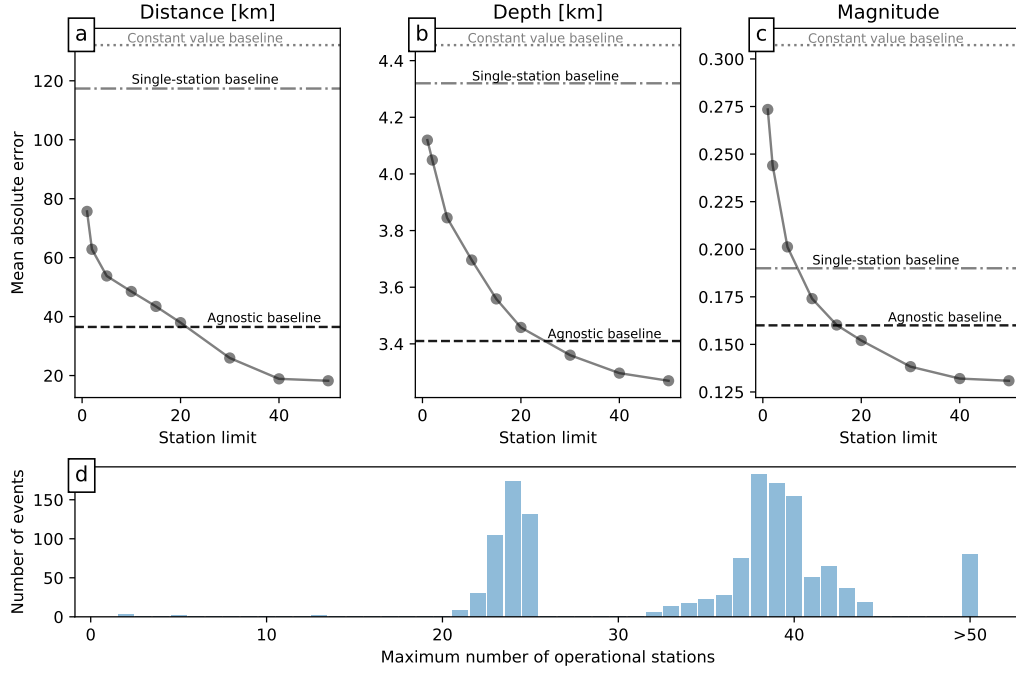 Distance [km]
Depth [km]
Magnitude
a
b
c
Constant value baseline
Constant value baseline
Constant value baseline
Single-station baseline
Single-station baseline
Single-station baseline
Agnostic baseline
Agnostic baseline
Agnostic baseline
Mean absolute error
120
100
80
60
40
20
4.4
4.2
4.0
3.8
3.6
3.4
0.300
0.275
0.250
0.225
0.200
0.175
0.150
0.125
0 20 40
0 20 40
0 20 40
Station limit
Station limit
Station limit
d
Number of events
150
100
50
0
0 10 20 30 40 >50
Maximum number of operational stations